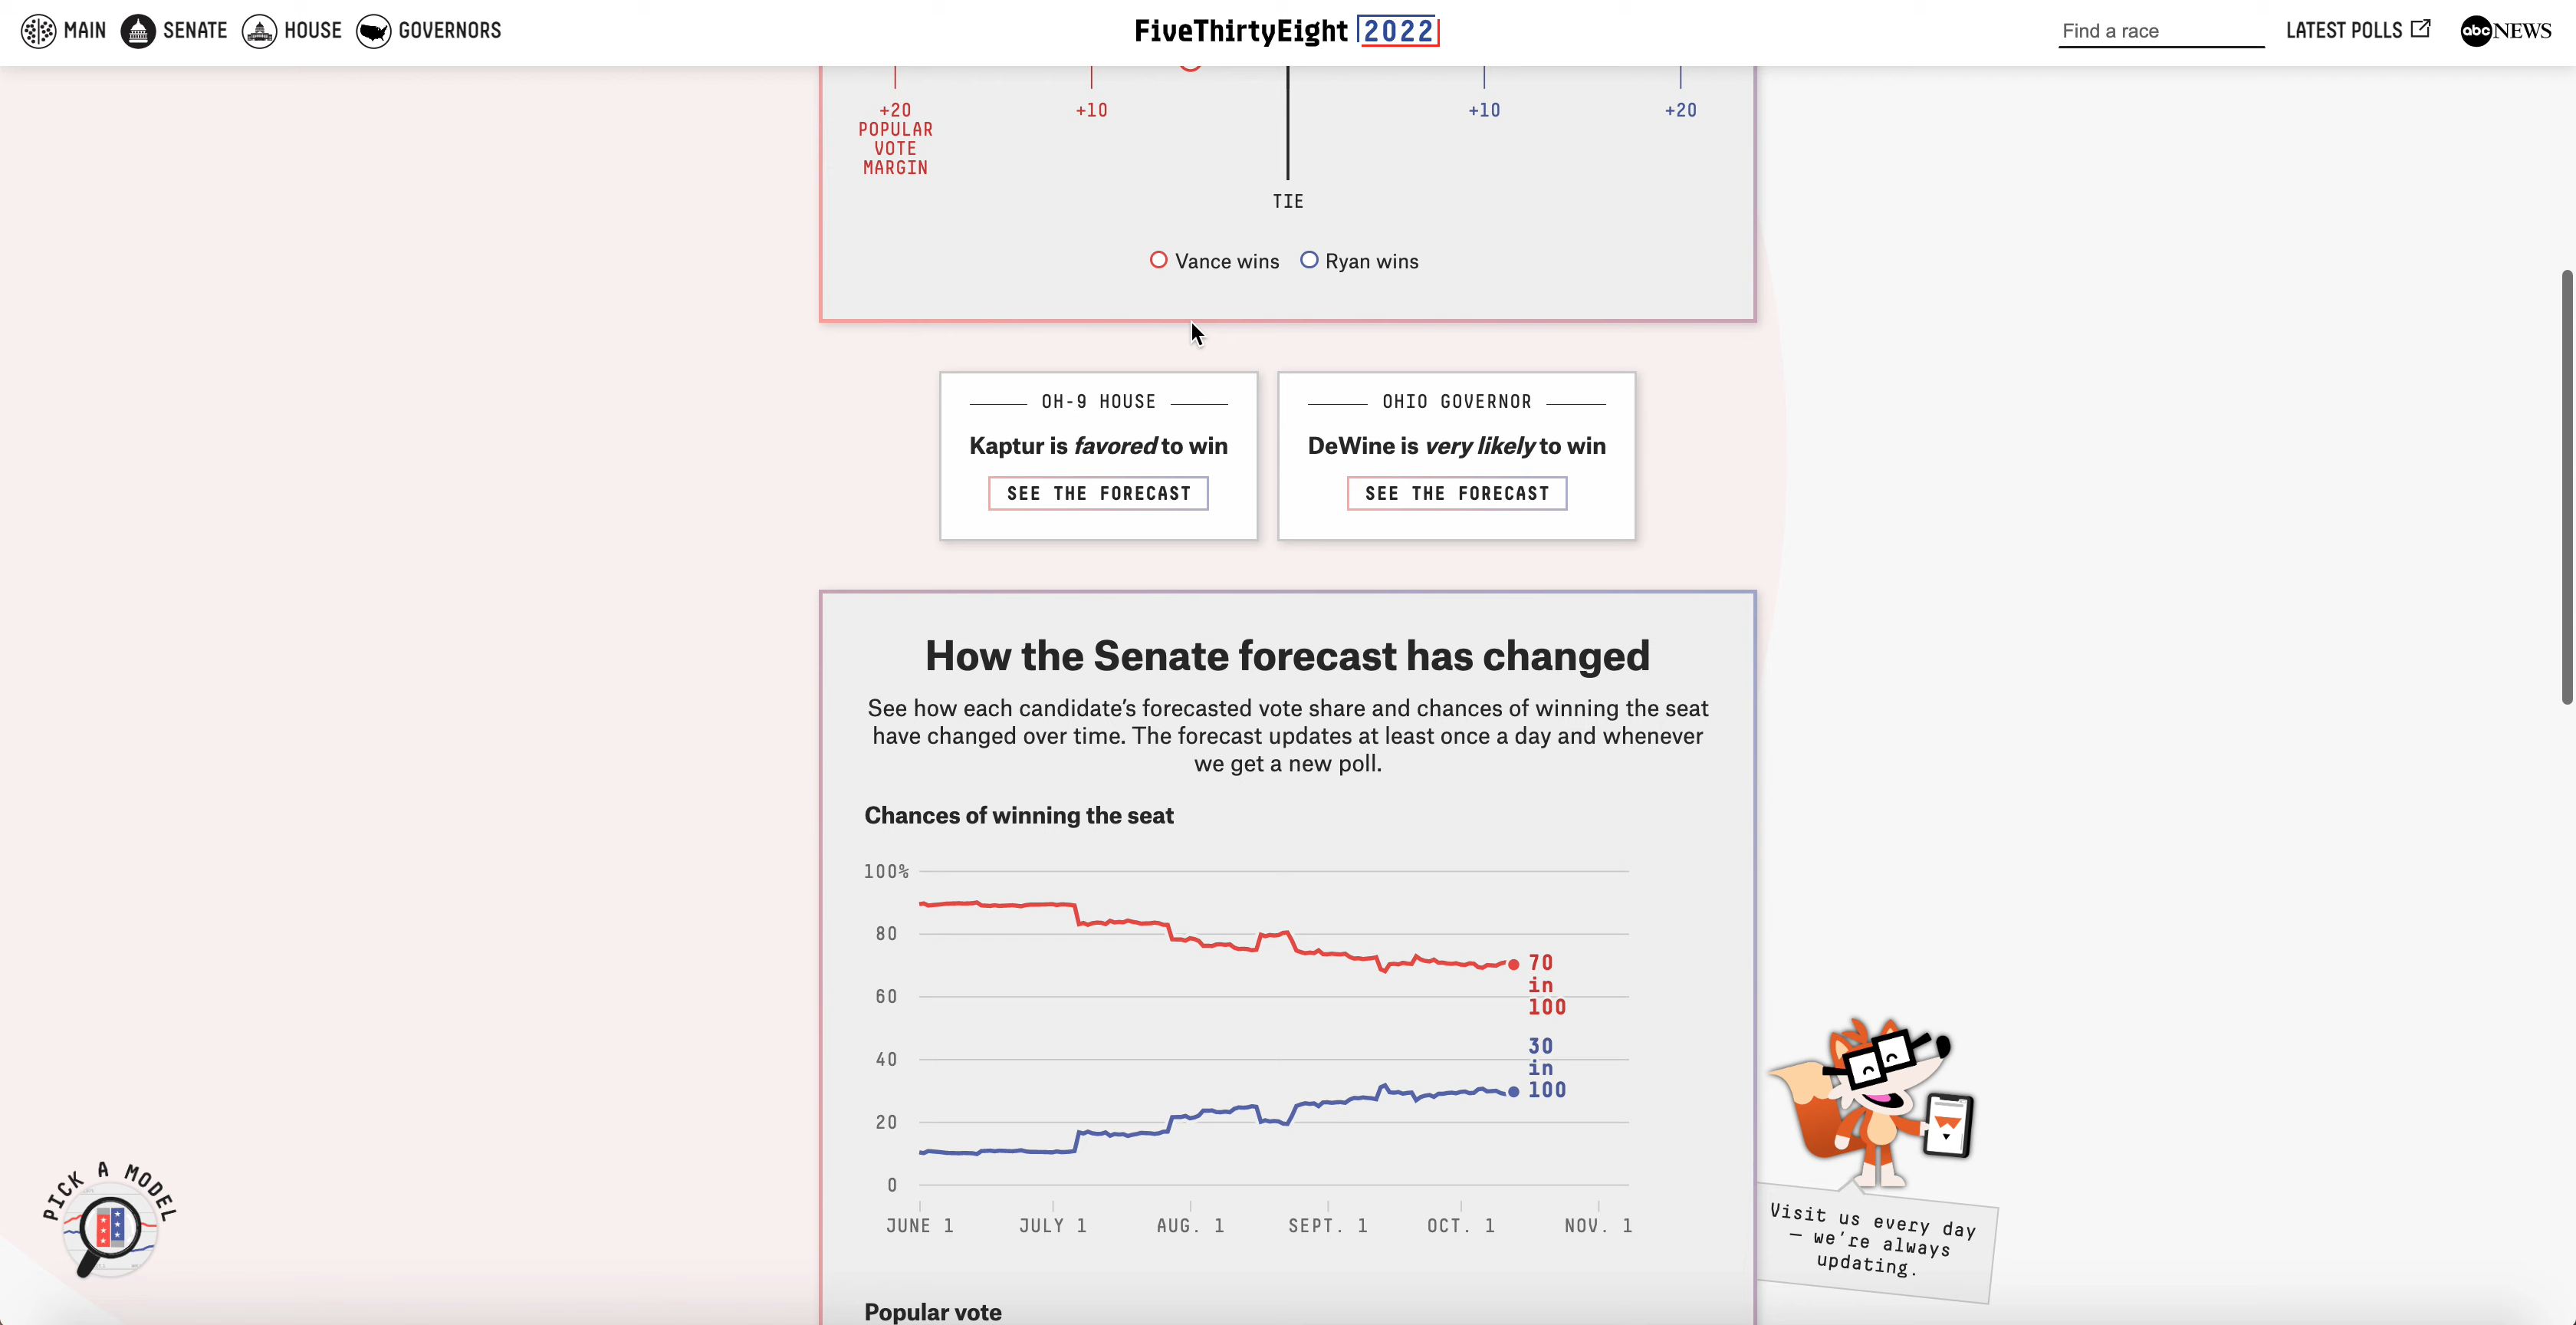 MAIN SENATE HOUSE GOVERNORS
FiveThirtyEight 2022
Find a race
LATEST POLLS
abc NEWS
+20
POPULAR
VOTE
MARGIN
+10
+10
+20
TIE
Vance wins Ryan wins
OH-9 HOUSE
Kaptur is favored to win
SEE THE FORECAST
OHIO GOVERNOR
DeWine is very likely to win
SEE THE FORECAST
How the Senate forecast has changed
See how each candidate's forecasted vote share and chances of winning the seat
have changed over time. The forecast updates at least once a day and whenever
we get a new poll.
Chances of winning the seat
100%
80
60
40
20
0
70
in
100
30
in
100
JUNE 1 JULY 1 AUG. 1 SEPT. 1 OCT. 1 NOV. 1
PICK A MODEL
Visit us every day
— we're always
updating.
Popular vote